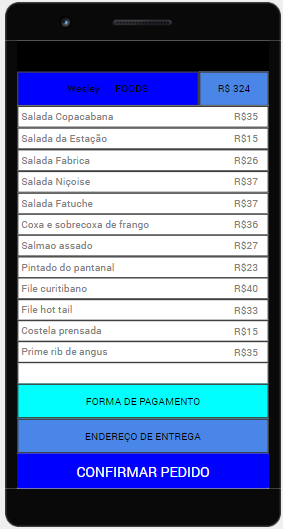 Wesley FOODS R$ 324
Salada Copacabana R$35
Salada da Estação R$15
Salada Fabrica R$26
Salada Niçoise R$37
Salada Fatuche R$37
Coxa e sobrecoxa de frango R$36
Salmao assado R$27
Pintado do pantanal R$23
File curitibano R$40
File hot tail R$33
Costela prensada R$15
Prime rib de angus R$35
FORMA DE PAGAMENTO
ENDEREÇO DE ENTREGA
CONFIRMAR PEDIDO